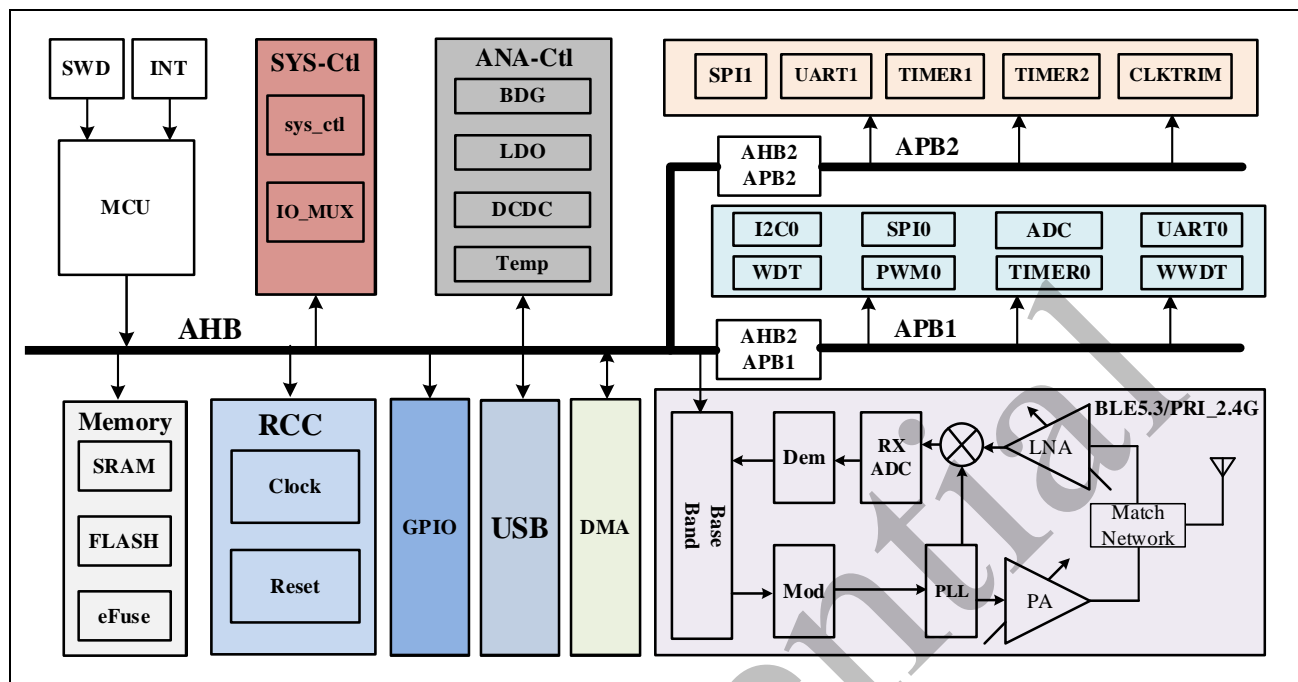 SWD
INT
MCU
SYS-Ctl
sys_ctl
IO_MUX
ANA-Ctl
BDG
LDO
DCDC
Temp
SPI1
UART1
TIMER1
TIMER2
CLKTRIM
AHB2
APB2
APB2
I2C0
SPI0
ADC
UART0
WDT
PWM0
TIMER0
WWDT
AHB
AHB2
APB1
APB1
Memory
SRAM
FLASH
eFuse
RCC
Clock
Reset
GPIO
USB
DMA
BLE5.3/PRI_2.4G
Base
Band
Dem
RX
ADC
LNA
Match
Network
Mod
PLL
PA
ential